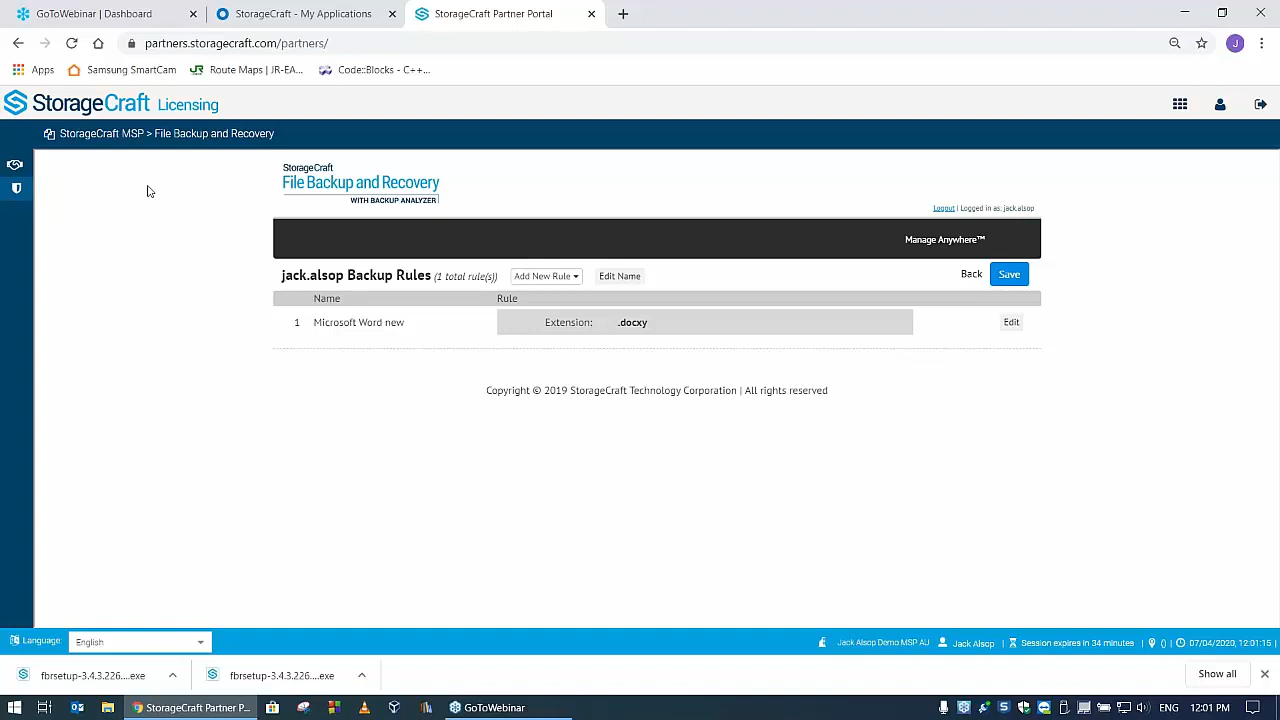 GoToWebinar | Dashboard
StorageCraft - My Applications
StorageCraft Partner Portal
partners.storagecraft.com/partners/
J
Apps
Samsung SmartCam
Route Maps | JR-EA...
Code::Blocks - C++...
StorageCraft Licensing
StorageCraft MSP > File Backup and Recovery
StorageCraft
File Backup and Recovery
WITH BACKUP ANALYZER
Logout | Logged in as: jack.alsop
Manage Anywhere™
jack.alsop Backup Rules (1 total rule(s)) Add New Rule Edit Name Back Save
Name Rule
1 Microsoft Word new Extension: .docxy Edit
Copyright © 2019 StorageCraft Technology Corporation | All rights reserved
Language: English Jack Alsop Demo MSP AU Jack Alsop | Session expires in 34 minutes | () | 07/04/2020, 12:01:15 |
fbrsetup-3.4.3.226....exe
fbrsetup-3.4.3.226....exe
Show all
StorageCraft Partner P...
GoToWebinar
ENG 12:01 PM